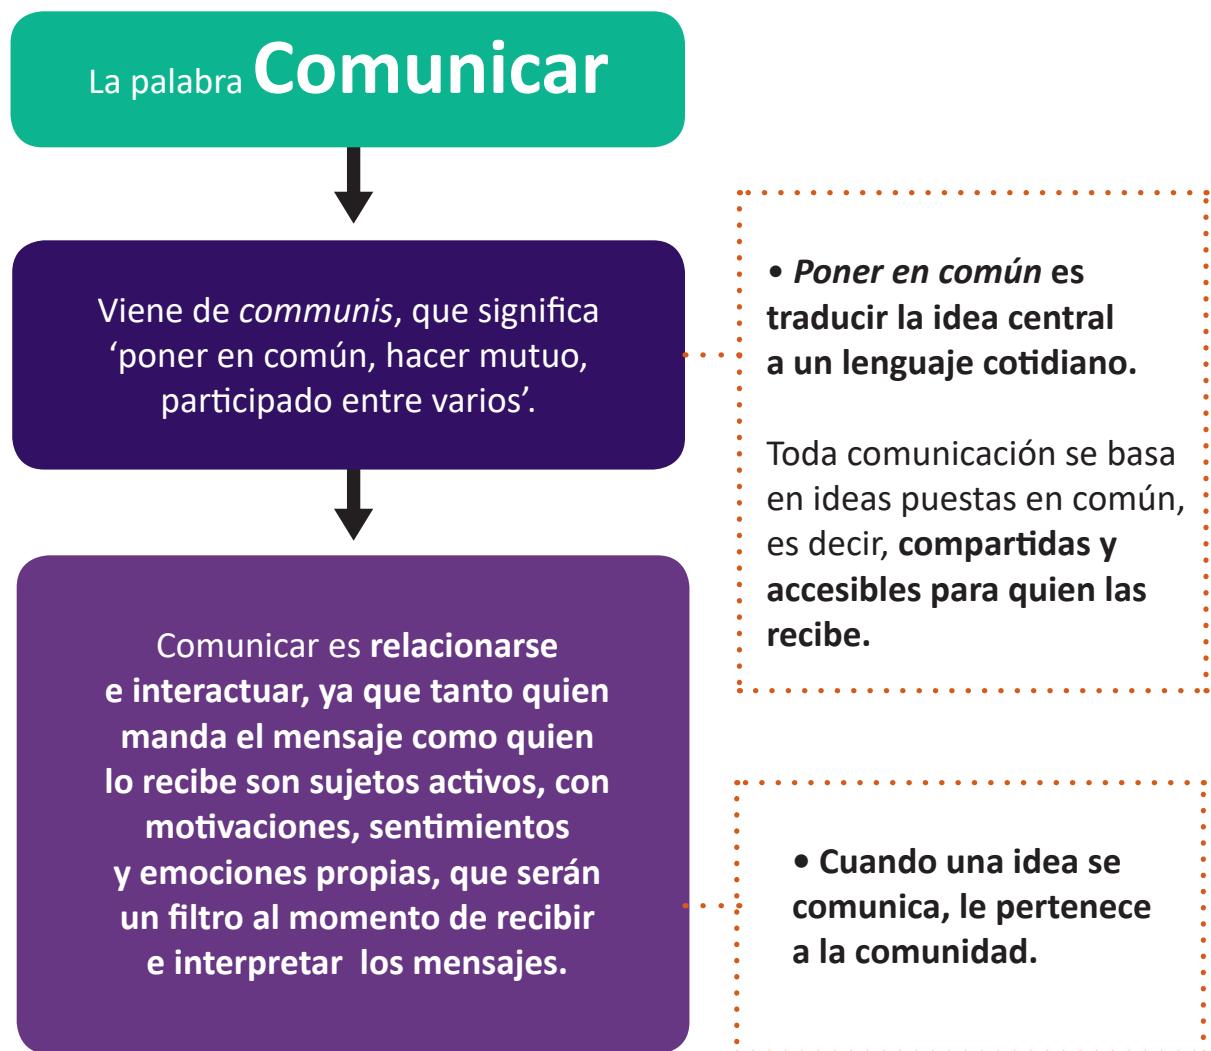 La palabra Comunicar
Viene de communis, que significa
‘poner en común, hacer mutuo,
participado entre varios’.
• Poner en común es
traducir la idea central
a un lenguaje cotidiano.
Toda comunicación se basa
en ideas puestas en común,
es decir, compartidas y
accesibles para quien las
recibe.
Comunicar es relacionarse
e interactuar, ya que tanto quien
manda el mensaje como quien
lo recibe son sujetos activos, con
motivaciones, sentimientos
y emociones propias, que serán
un filtro al momento de recibir
e interpretar los mensajes.
• Cuando una idea se
comunica, le pertenece
a la comunidad.